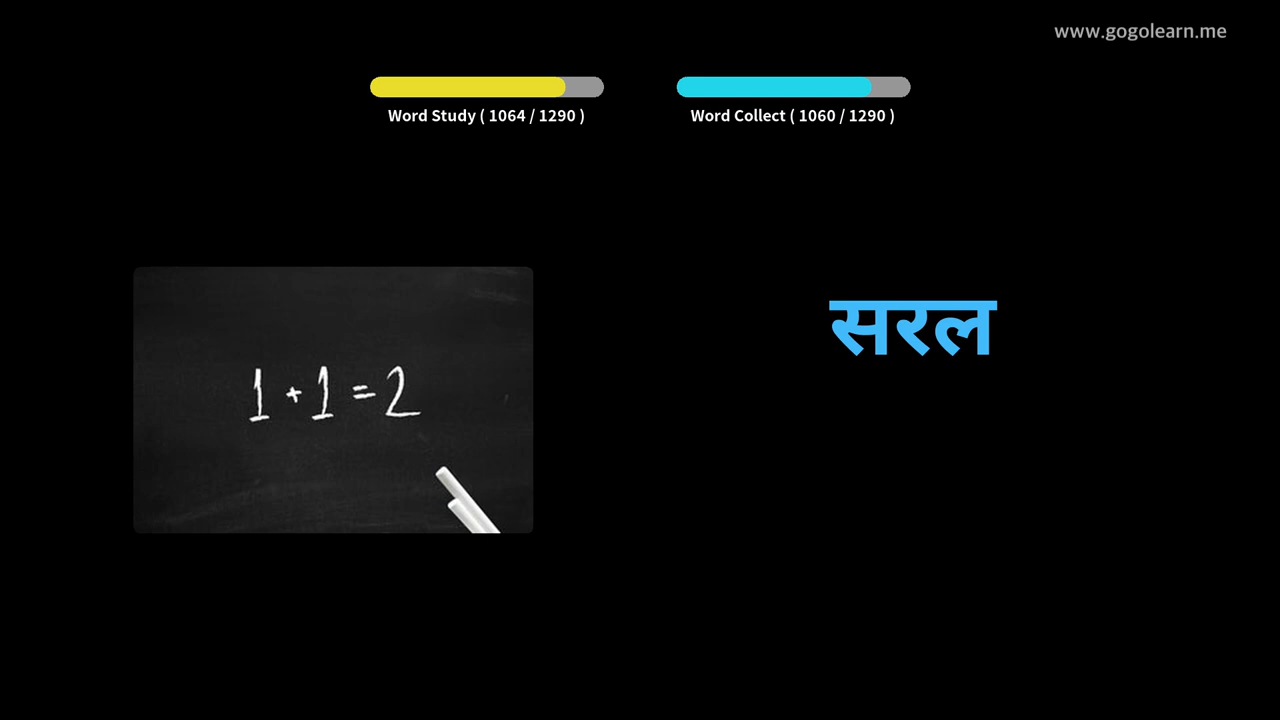 www.gogolearn.me
Word Study ( 1064 / 1290 )
Word Collect ( 1060 / 1290 )
1 + 1 = 2
सरल